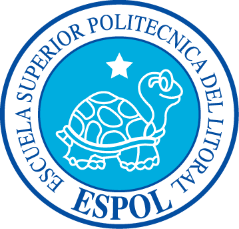 ESCUELA SUPERIOR POLITECNICA DEL LITORAL
ESPOL